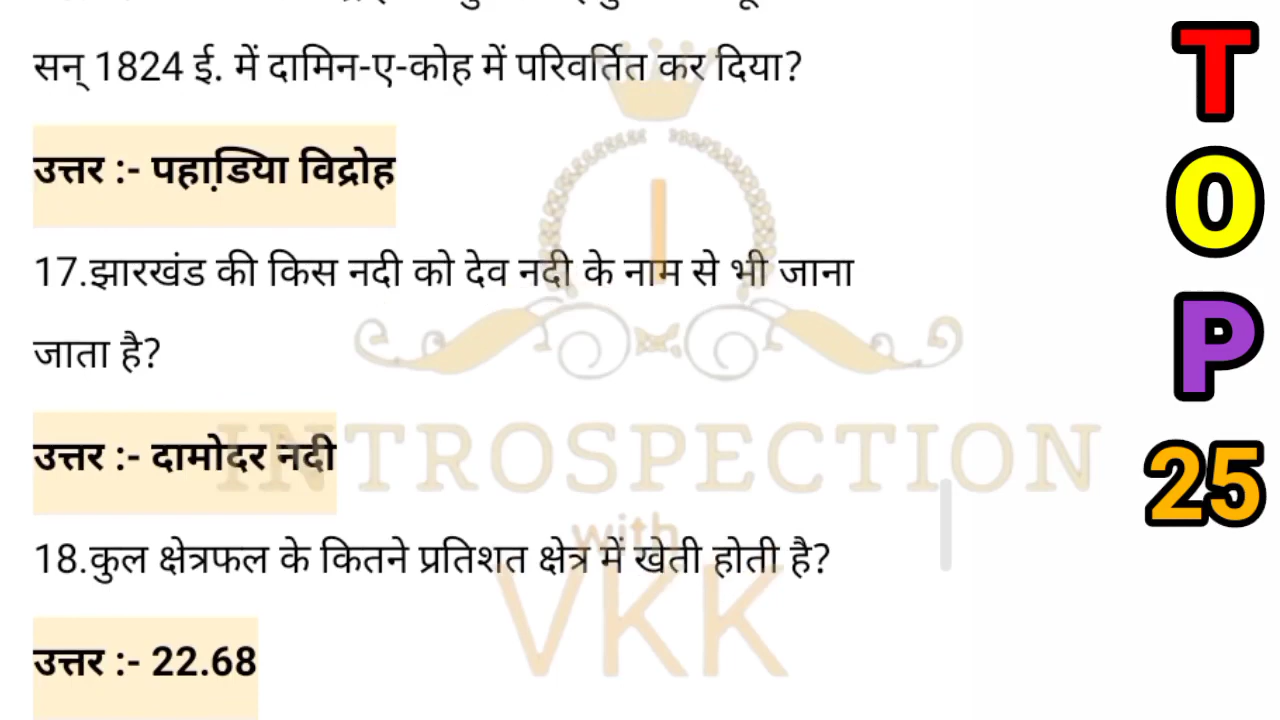 सन् 1824 ई. में दामिन-ए-कोह में परिवर्तित कर दिया?
उत्तर :- पहाडि़या विद्रोह
17.झारखंड की किस नदी को देव नदी के नाम से भी जाना
जाता है?
उत्तर :- दामोदर नदी
18.कुल क्षेत्रफल के कितने प्रतिशत क्षेत्र में खेती होती है?
उत्तर :- 22.68
I
INTROSPECTION
with
VKK
T
O
P
25